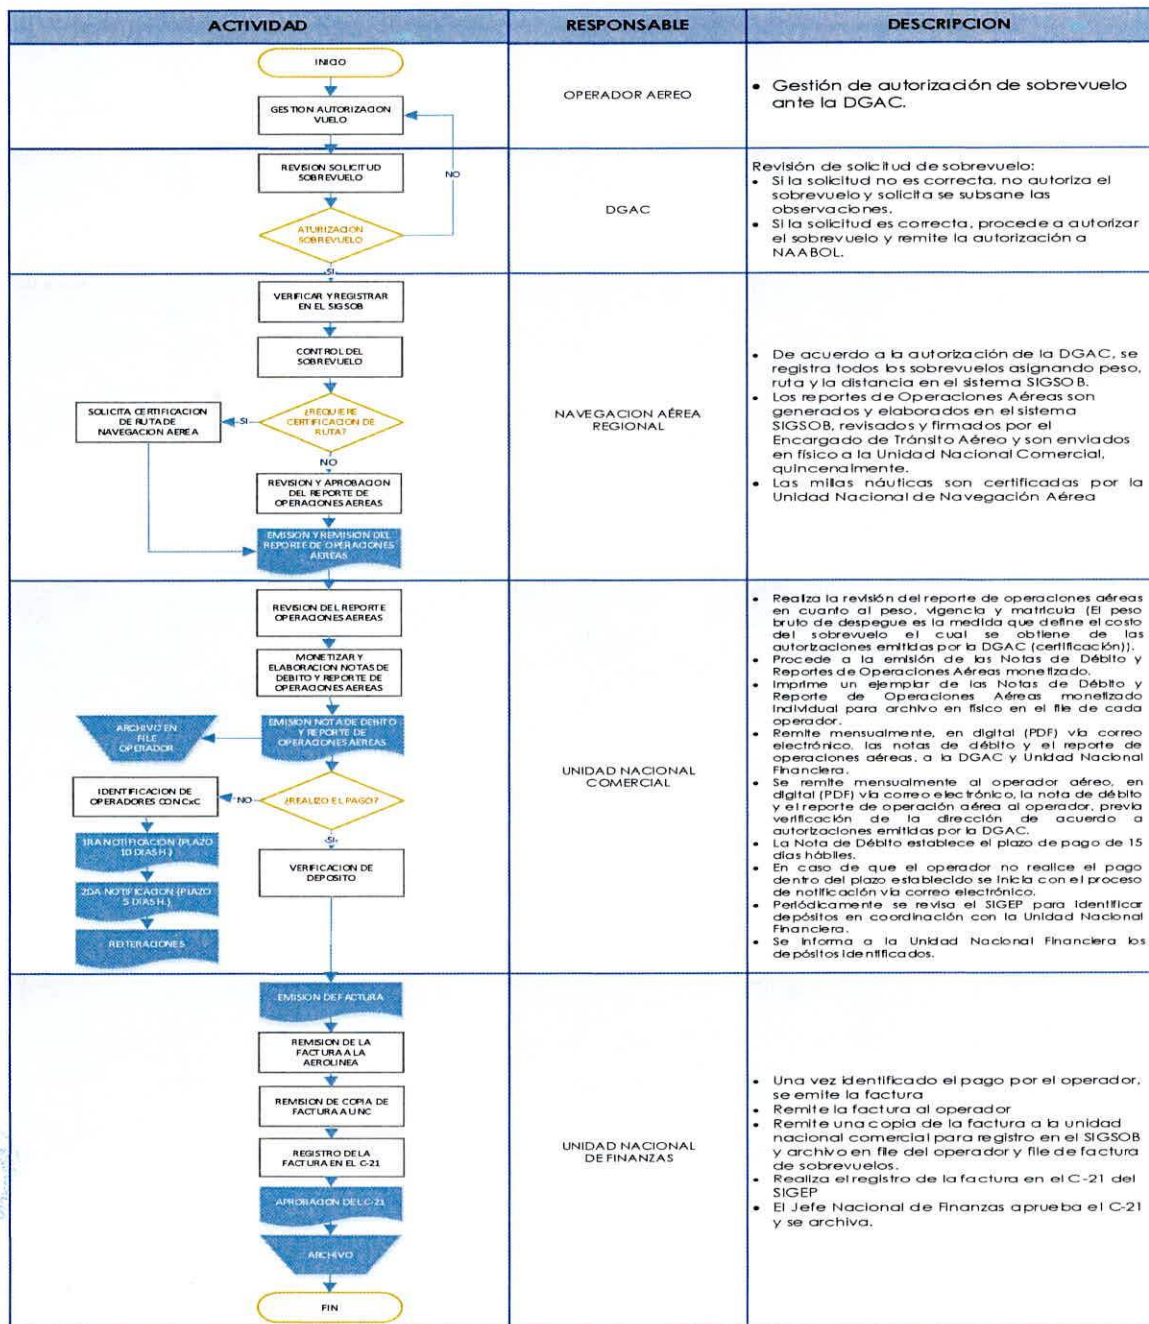 ACTIVIDAD
RESPONSABLE
DESCRIPCION
INICIO
GESTION AUTORIZACION
VUELO
OPERADOR AEREO
• Gestión de autorización de sobrevuelo
ante la DGAC.
REVISION SOLICITUD
SOBREVUELO
NO
ATURIZACION
SOBREVUELO
SI
DGAC
Revisión de solicitud de sobrevuelo:
• Si la solicitud no es correcta, no autoriza el
sobrevuelo y solicita se subsane las
observaciones.
• Si la solicitud es correcta, procede a autorizar
el sobrevuelo y remite la autorización a
NAABOL.
VERIFICAR Y REGISTRAR
EN EL SIGSOB
CONTROL DEL
SOBREVUELO
¿REQUIERE
CERTIFICACION DE
RUTA?
SI
SOLICITA CERTIFICACION
DE RUTA DE
NAVEGACION AEREA
NO
REVISION Y APROBACION
DEL REPORTE DE
OPERACIONES AEREAS
EMISION Y REMISION DEL
REPORTE DE OPERACIONES
AEREAS
NAVEGACION AÉREA
REGIONAL
• De acuerdo a la autorización de la DGAC, se
registra todos los sobrevuelos asignando peso,
ruta y la distancia en el sistema SIGSOB.
• Los reportes de Operaciones Aéreas son
generados y elaborados en el sistema
SIGSOB, revisados y firmados por el
Encargado de Tránsito Aéreo y son enviados
en físico a la Unidad Nacional Comercial,
quincenalmente.
• Las millas náuticas son certificadas por la
Unidad Nacional de Navegación Aérea
REVISION DEL REPORTE
OPERACIONES AEREAS
MONETIZAR Y
ELABORACION NOTAS DE
DEBITO Y REPORTE DE
OPERACIONES AEREAS
EMISION NOTA DE DEBITO
Y REPORTE DE
OPERACIONES AEREAS
ARCHIVO EN
FILE
OPERADOR
¿REALIZO EL PAGO?
NO
IDENTIFICACION DE
OPERADORES CON CxC
1RA NOTIFICACION (PLAZO
10 DIAS H.)
2DA NOTIFICACION (PLAZO
5 DIAS H.)
REITERACIONES
SI
VERIFICACION DE
DEPOSITO
UNIDAD NACIONAL
COMERCIAL
• Realiza la revisión del reporte de operaciones aéreas
en cuanto al peso, vigencia y matricula (El peso
bruto de despegue es la medida que define el costo
del sobrevuelo el cual se obtiene de las
autorizaciones emitidas por la DGAC (certificación)).
• Procede a la emisión de las Notas de Débito y
Reportes de Operaciones Aéreas monetizado.
• Imprime un ejemplar de las Notas de Débito y
Reporte de Operaciones Aéreas monetizado
individual para archivo en físico en el file de cada
operador.
• Remite mensualmente, en digital (PDF) vía correo
electrónico, las notas de débito y el reporte de
operaciones aéreas, a la DGAC y Unidad Nacional
Financiera.
• Se remite mensualmente al operador aéreo, en
digital (PDF) vía correo electrónico, la nota de débito
y el reporte de operación aérea al operador, previa
verificación de la dirección de acuerdo a
autorizaciones emitidas por la DGAC.
• La Nota de Débito establece el plazo de pago de 15
días hábiles.
• En caso de que el operador no realice el pago
dentro del plazo establecido se inicia con el proceso
de notificación vía correo electrónico.
• Periódicamente se revisa el SIGEP para identificar
depósitos en coordinación con la Unidad Nacional
Financiera.
• Se informa a la Unidad Nacional Financiera los
depósitos identificados.
EMISION DE FACTURA
REMISION DE LA
FACTURA A LA
AEROLINEA
REMISION DE COPIA DE
FACTURA A UNC
REGISTRO DE LA
FACTURA EN EL C-21
APROBACION DEL C-21
ARCHIVO
FIN
UNIDAD NACIONAL
DE FINANZAS
• Una vez identificado el pago por el operador,
se emite la factura
• Remite la factura al operador
• Remite una copia de la factura a la unidad
nacional comercial para registro en el SIGSOB
y archivo en file del operador y file de factura
de sobrevuelos.
• Realiza el registro de la factura en el C-21 del
SIGEP
• El Jefe Nacional de Finanzas aprueba el C-21
y se archiva.